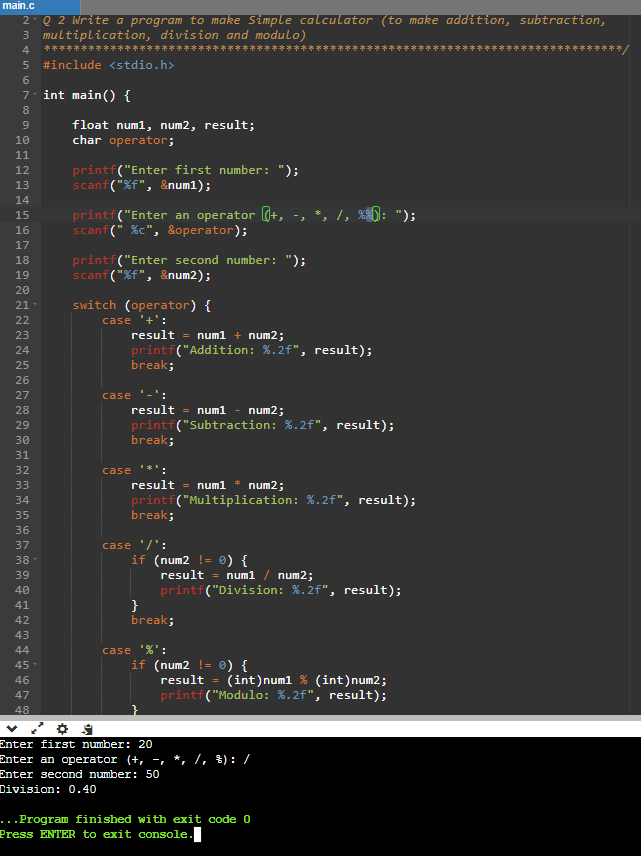 main.c
2 Q 2 Write a program to make Simple calculator (to make addition, subtraction,
3 multiplication, division and modulo)
4 *******************************************************************************/
5 #include <stdio.h>
6
7 int main() {
8
9 float num1, num2, result;
10 char operator;
11
12 printf("Enter first number: ");
13 scanf("%f", &num1);
14
15 printf("Enter an operator (+, -, *, /, %%): ");
16 scanf(" %c", &operator);
17
18 printf("Enter second number: ");
19 scanf("%f", &num2);
20
21 switch (operator) {
22 case '+':
23 result = num1 + num2;
24 printf("Addition: %.2f", result);
25 break;
26
27 case '-':
28 result = num1 - num2;
29 printf("Subtraction: %.2f", result);
30 break;
31
32 case '*':
33 result = num1 * num2;
34 printf("Multiplication: %.2f", result);
35 break;
36
37 case '/':
38 if (num2 != 0) {
39 result = num1 / num2;
40 printf("Division: %.2f", result);
41 }
42 break;
43
44 case '%':
45 if (num2 != 0) {
46 result = (int)num1 % (int)num2;
47 printf("Modulo: %.2f", result);
48 }
Enter first number: 20
Enter an operator (+, -, *, /, %): /
Enter second number: 50
Division: 0.40
...Program finished with exit code 0
Press ENTER to exit console.